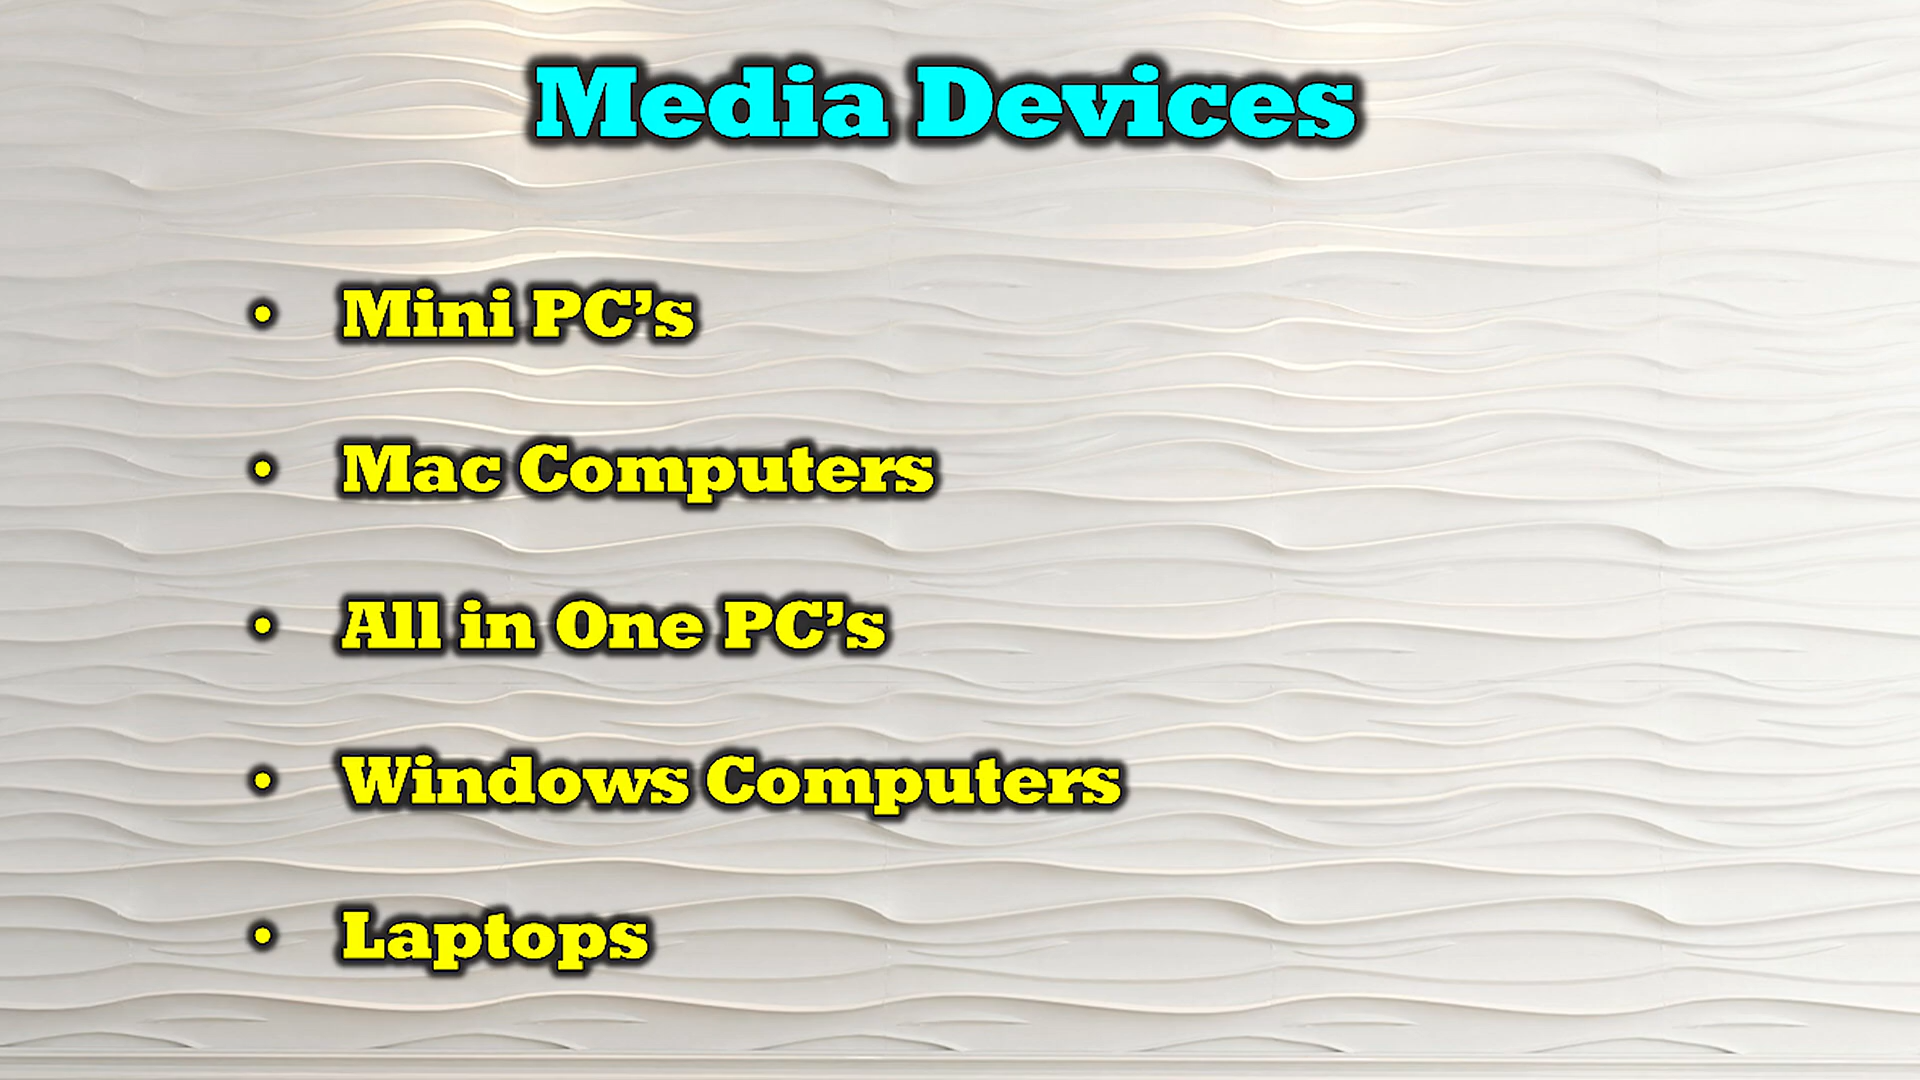 Media Devices
• Mini PC’s
• Mac Computers
• All in One PC’s
• Windows Computers
• Laptops